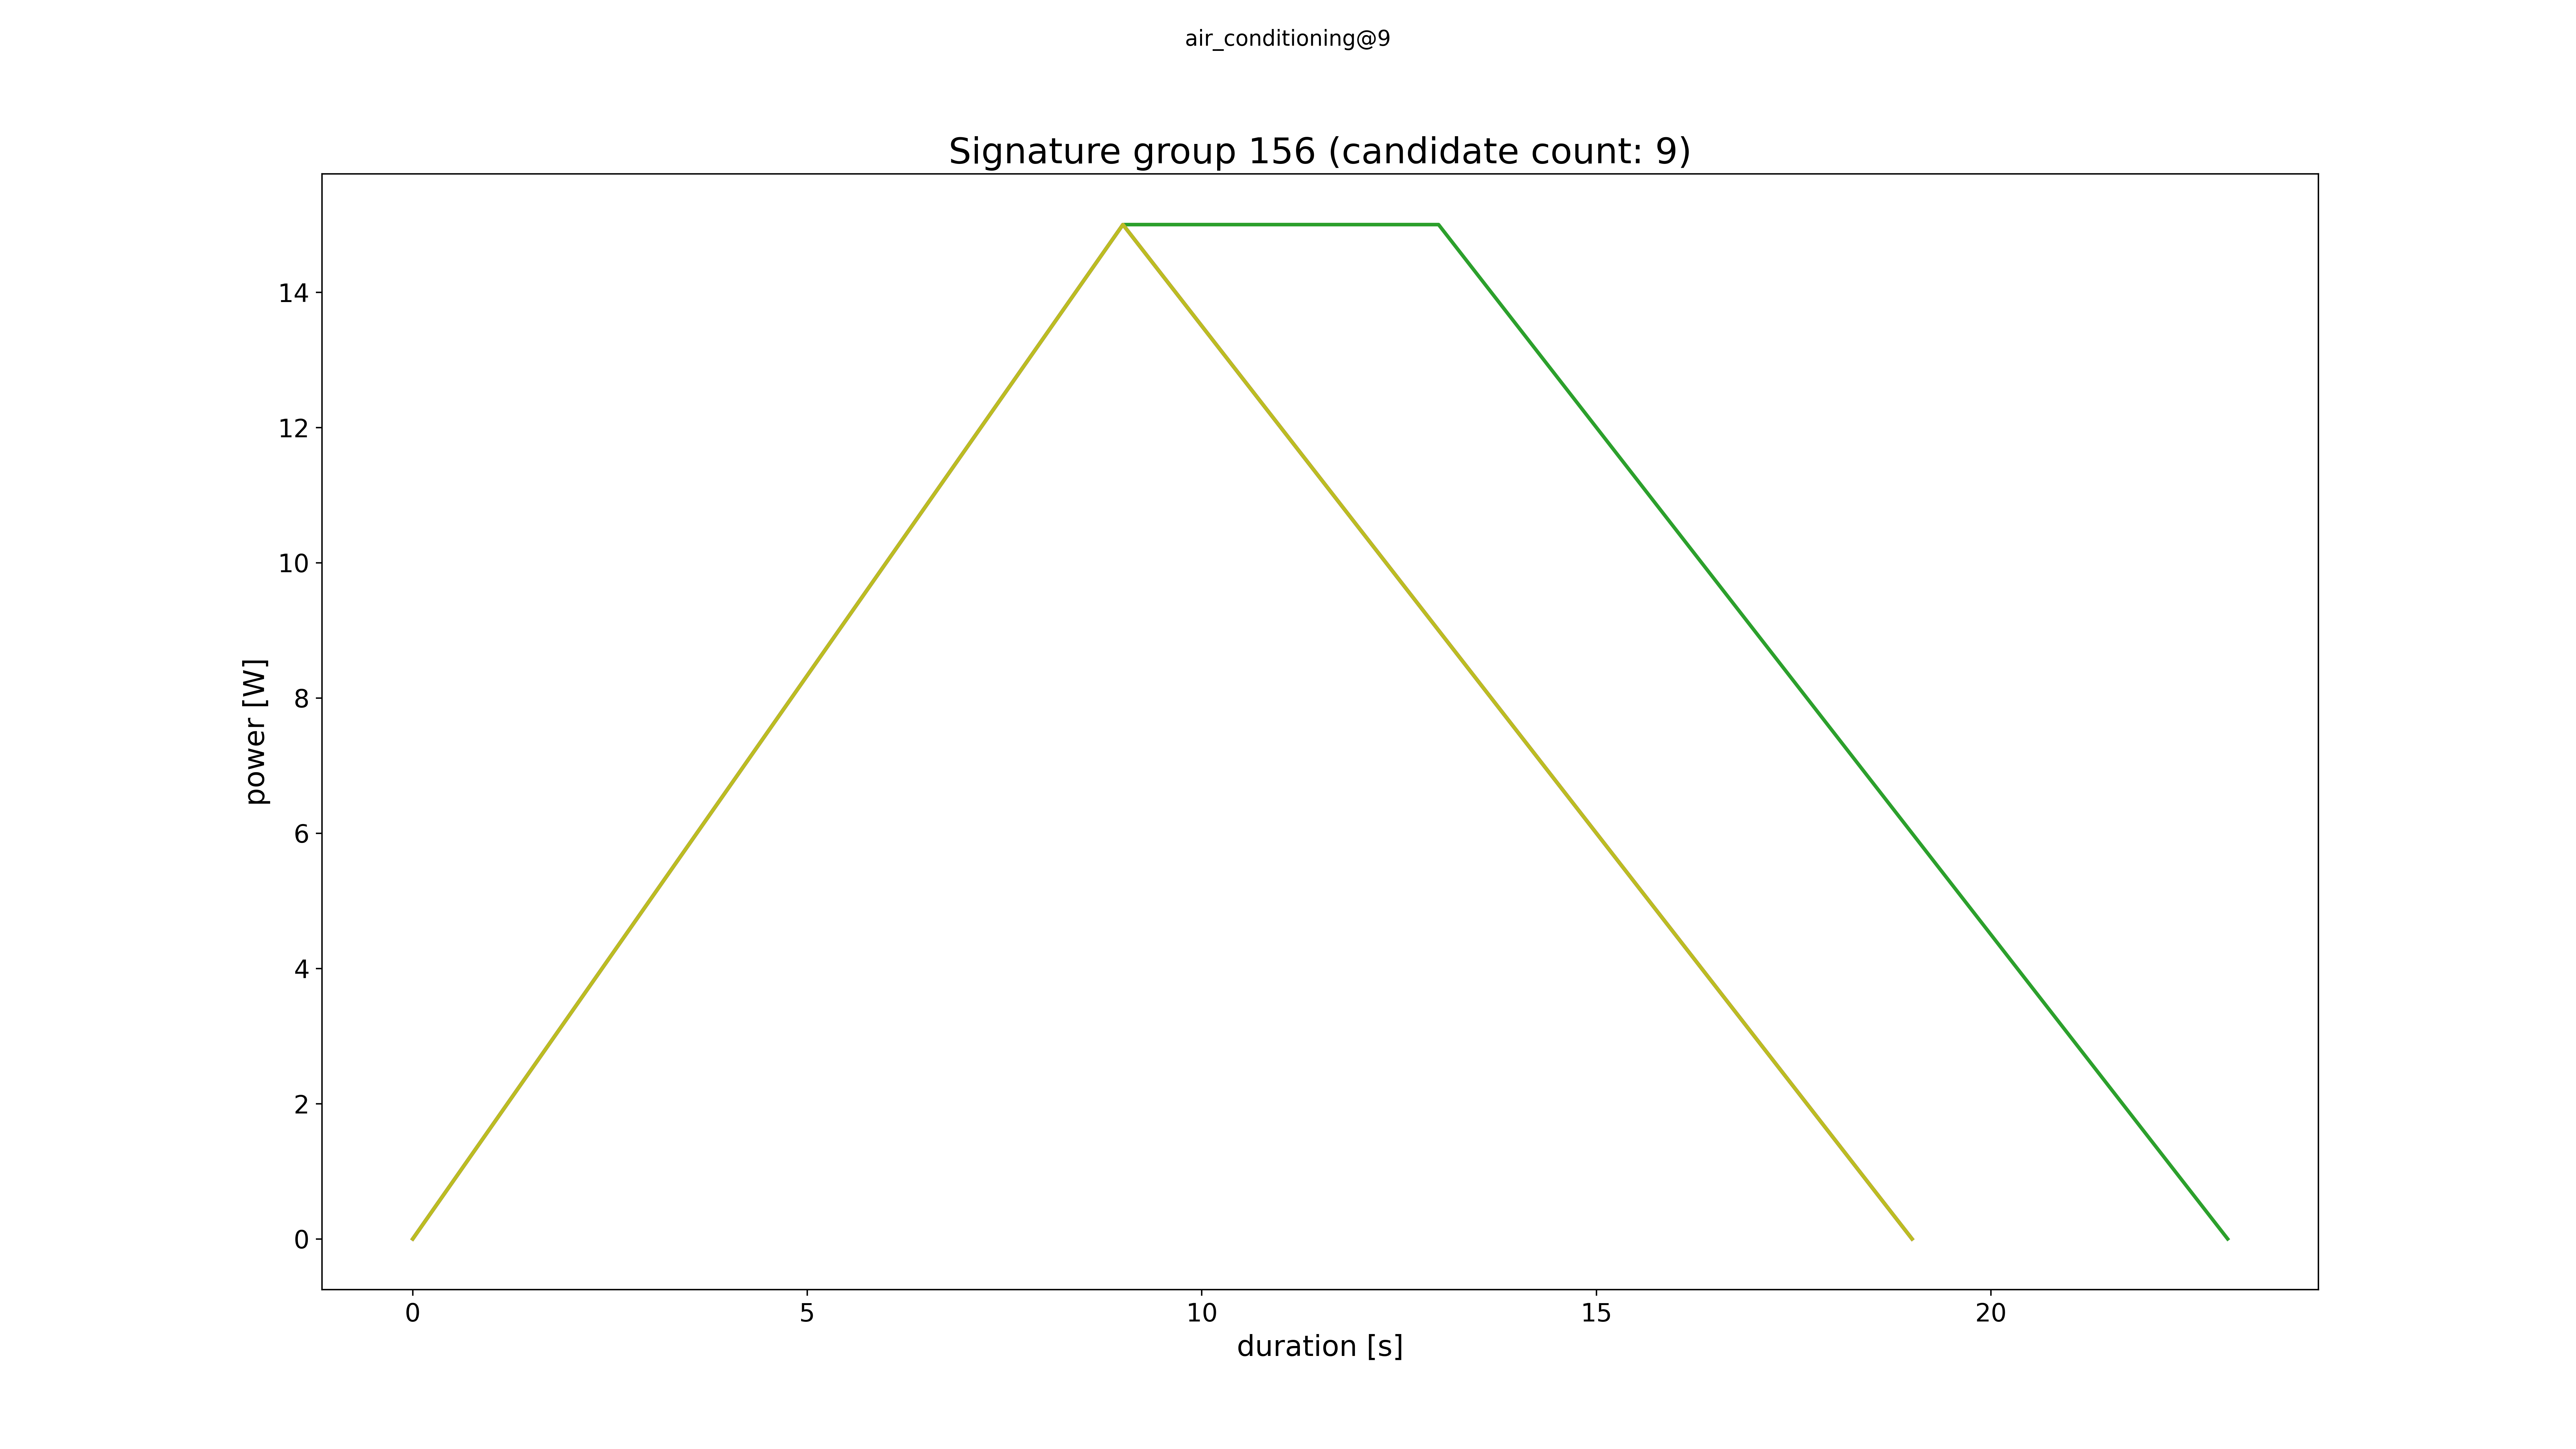 air_conditioning@9
Signature group 156 (candidate count: 9)
14
12
10
8
6
4
2
0
power [W]
0 5 10 15 20
duration [s]